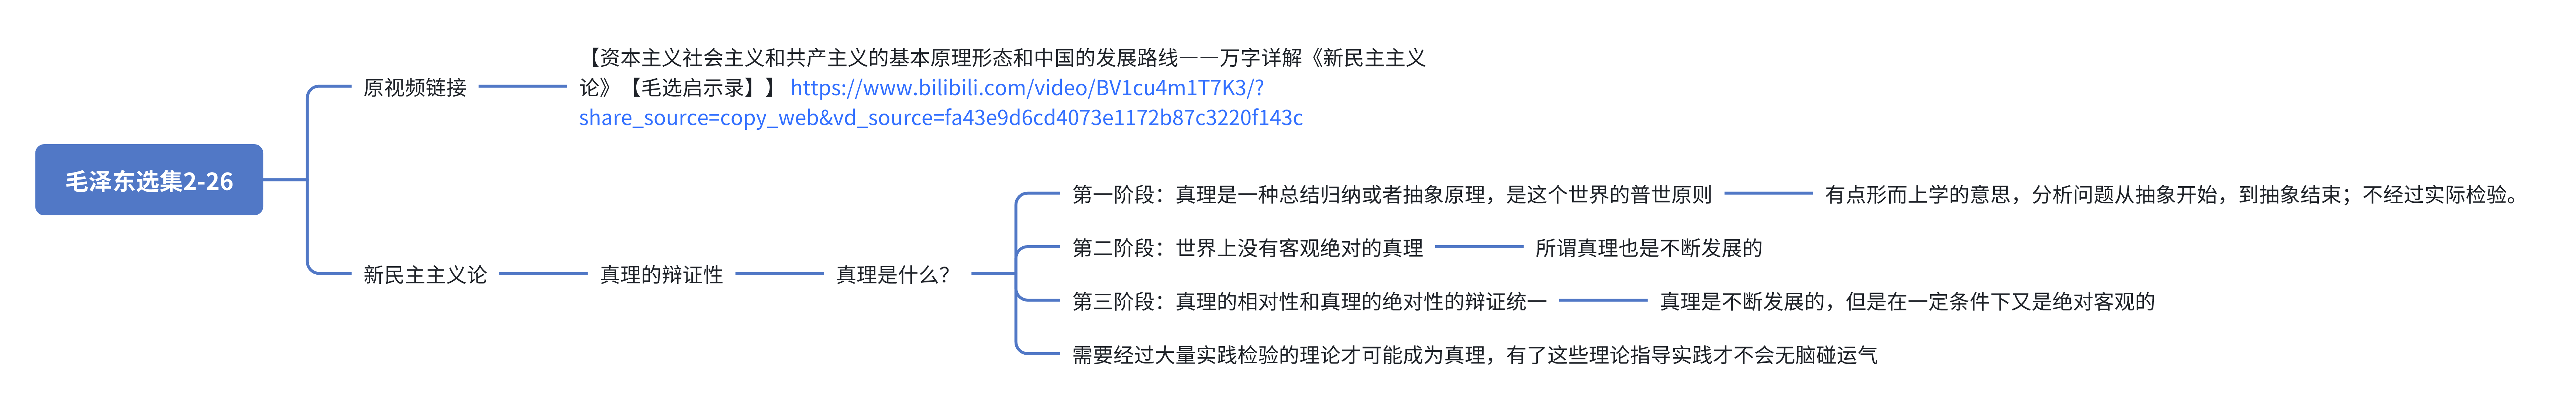 毛泽东选集2-26
原视频链接
【资本主义社会主义和共产主义的基本原理形态和中国的发展路线——万字详解《新民主主义
论》【毛选启示录】】 https://www.bilibili.com/video/BV1cu4m1T7K3/?
share_source=copy_web&vd_source=fa43e9d6cd4073e1172b87c3220f143c
新民主主义论
真理的辩证性
真理是什么？
第一阶段：真理是一种总结归纳或者抽象原理，是这个世界的普世原则
有点形而上学的意思，分析问题从抽象开始，到抽象结束；不经过实际检验。
第二阶段：世界上没有客观绝对的真理
所谓真理也是不断发展的
第三阶段：真理的相对性和真理的绝对性的辩证统一
真理是不断发展的，但是在一定条件下又是绝对客观的
需要经过大量实践检验的理论才可能成为真理，有了这些理论指导实践才不会无脑碰运气